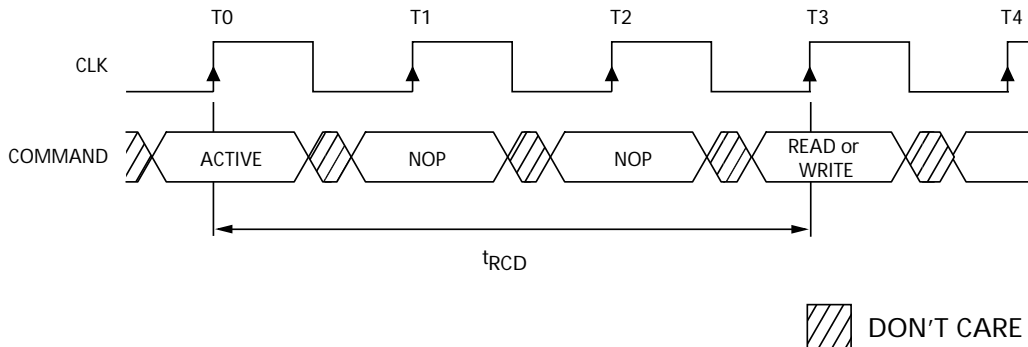 T0 T1 T2 T3 T4
CLK
COMMAND ACTIVE NOP NOP READ or
WRITE
tRCD
DON'T CARE